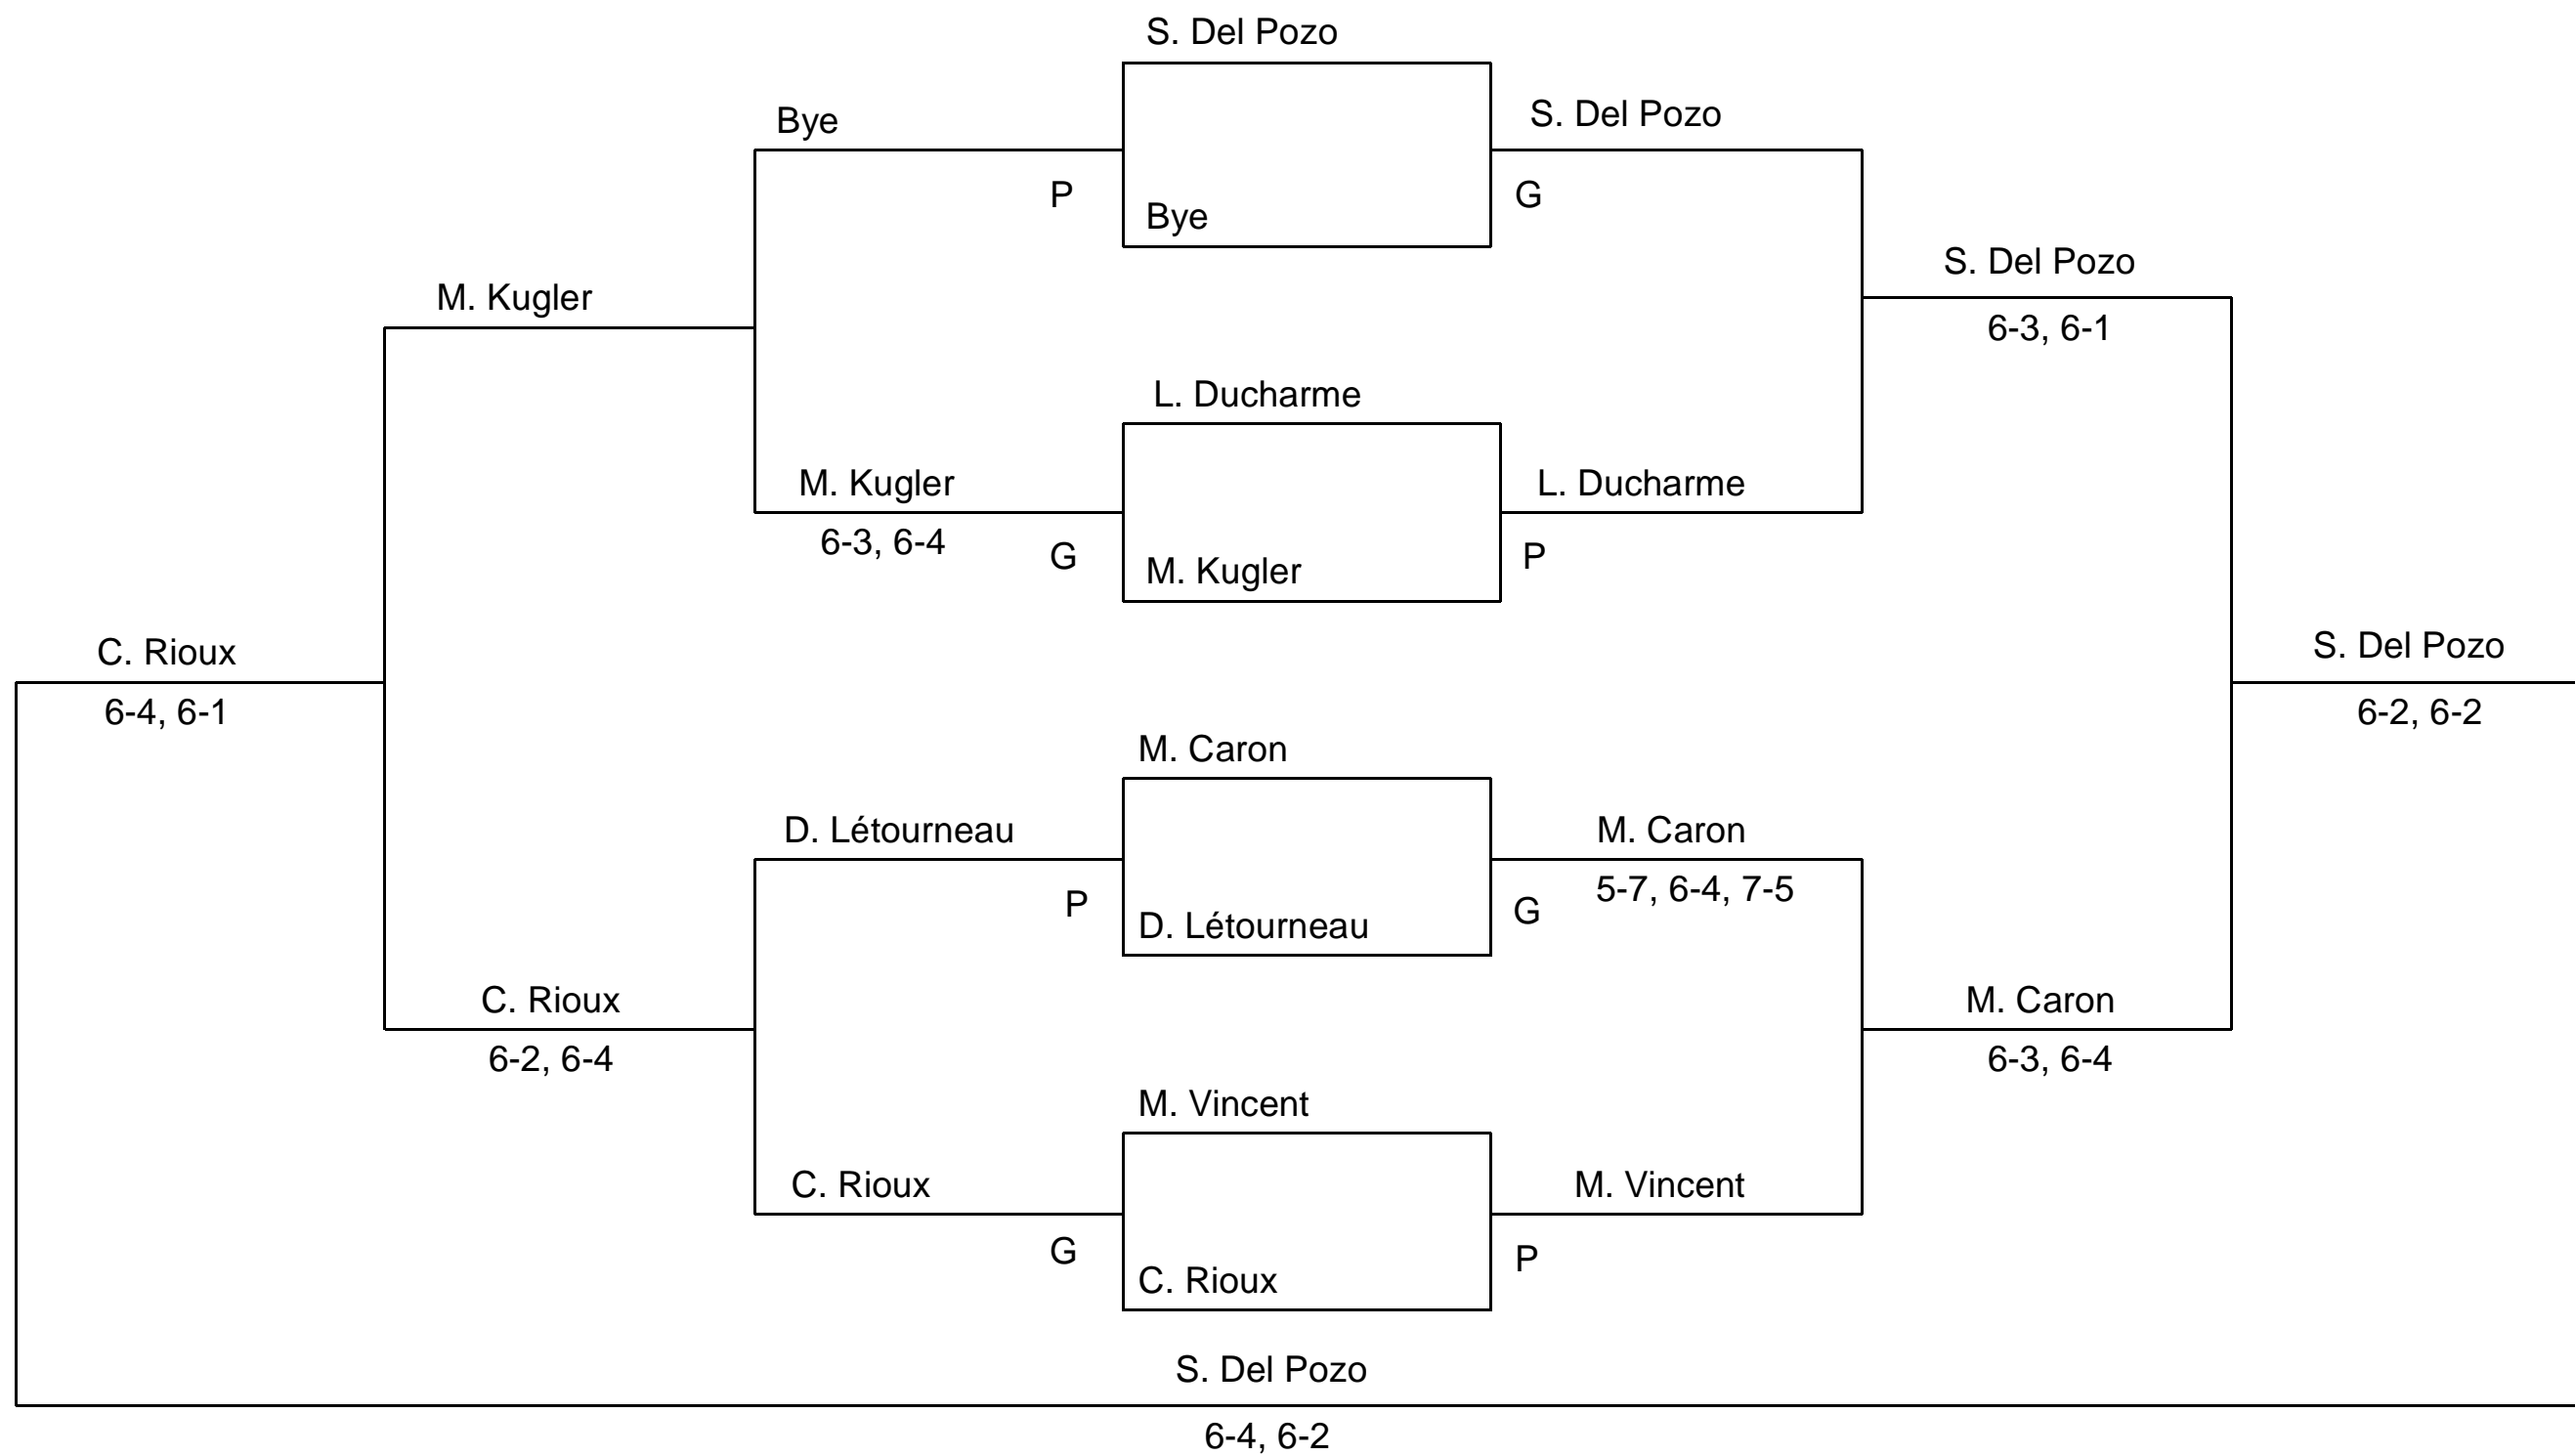 S. Del Pozo
Bye
S. Del Pozo
P
Bye
G
S. Del Pozo
M. Kugler
6-3, 6-1
L. Ducharme
M. Kugler
L. Ducharme
6-3, 6-4
G
M. Kugler
P
C. Rioux
S. Del Pozo
6-4, 6-1
6-2, 6-2
M. Caron
D. Létourneau
M. Caron
P
D. Létourneau
G
5-7, 6-4, 7-5
C. Rioux
M. Caron
6-2, 6-4
6-3, 6-4
M. Vincent
C. Rioux
M. Vincent
G
C. Rioux
P
S. Del Pozo
6-4, 6-2